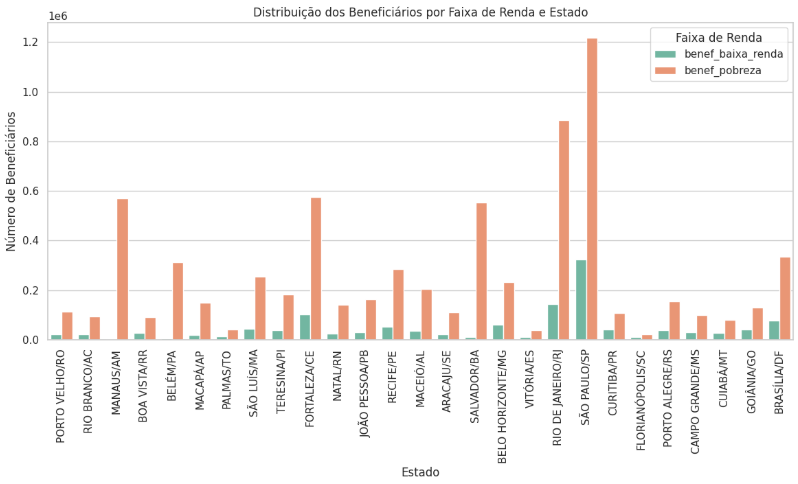 Distribuição dos Beneficiários por Faixa de Renda e Estado
1e6
Faixa de Renda
benef_baixa_renda
benef_pobreza
1.2
1.0
0.8
0.6
0.4
0.2
0.0
Número de Beneficiários
PORTO VELHO/RO
RIO BRANCO/AC
MANAUS/AM
BOA VISTA/RR
BELÉM/PA
MACAPÁ/AP
PALMAS/TO
SÃO LUÍS/MA
TERESINA/PI
FORTALEZA/CE
NATAL/RN
JOÃO PESSOA/PB
RECIFE/PE
MACEIÓ/AL
ARACAJU/SE
SALVADOR/BA
BELO HORIZONTE/MG
VITÓRIA/ES
RIO DE JANEIRO/RJ
SÃO PAULO/SP
CURITIBA/PR
FLORIANÓPOLIS/SC
PORTO ALEGRE/RS
CAMPO GRANDE/MS
CUIABÁ/MT
GOIÂNIA/GO
BRASÍLIA/DF
Estado